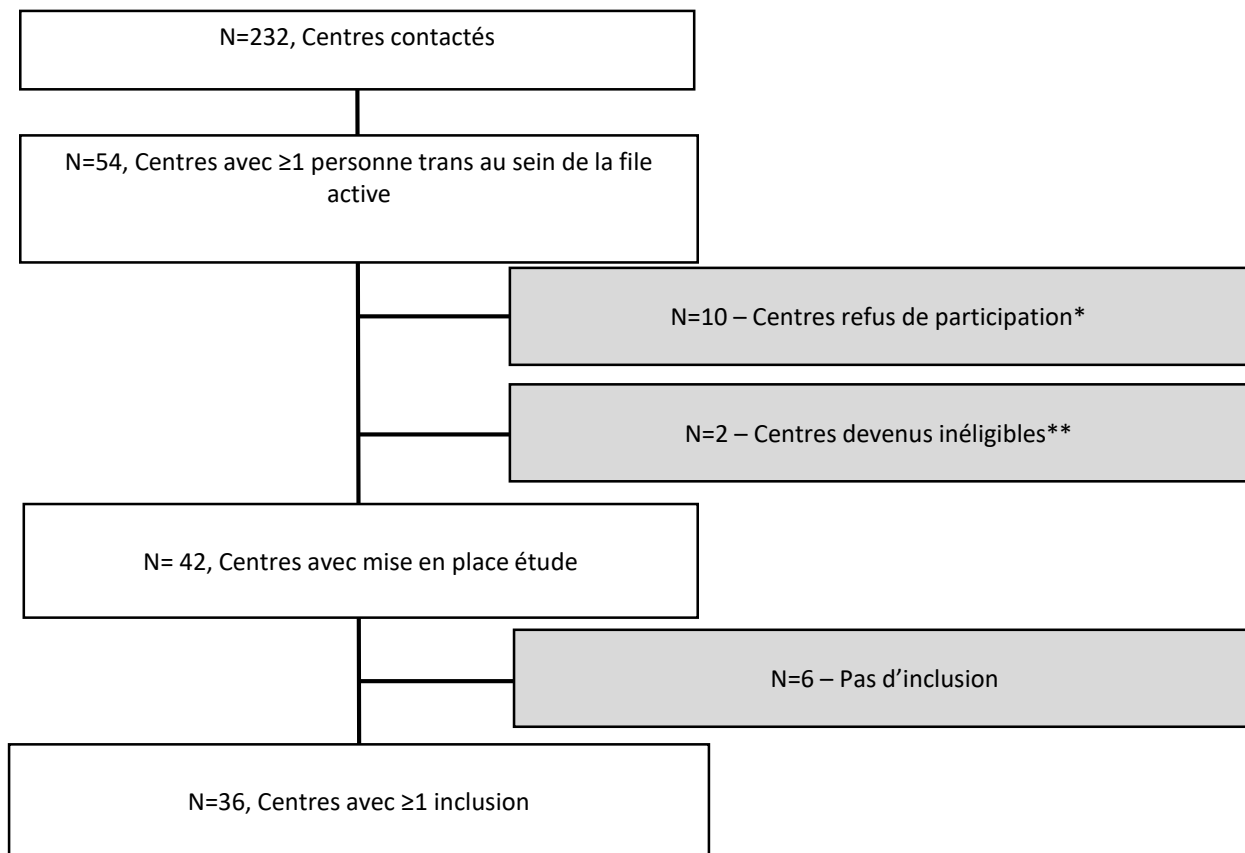 N=232, Centres contactés
N=54, Centres avec ≥1 personne trans au sein de la file
active
N=10 – Centres refus de participation*
N=2 – Centres devenus inéligibles**
N= 42, Centres avec mise en place étude
N=6 – Pas d’inclusion
N=36, Centres avec ≥1 inclusion